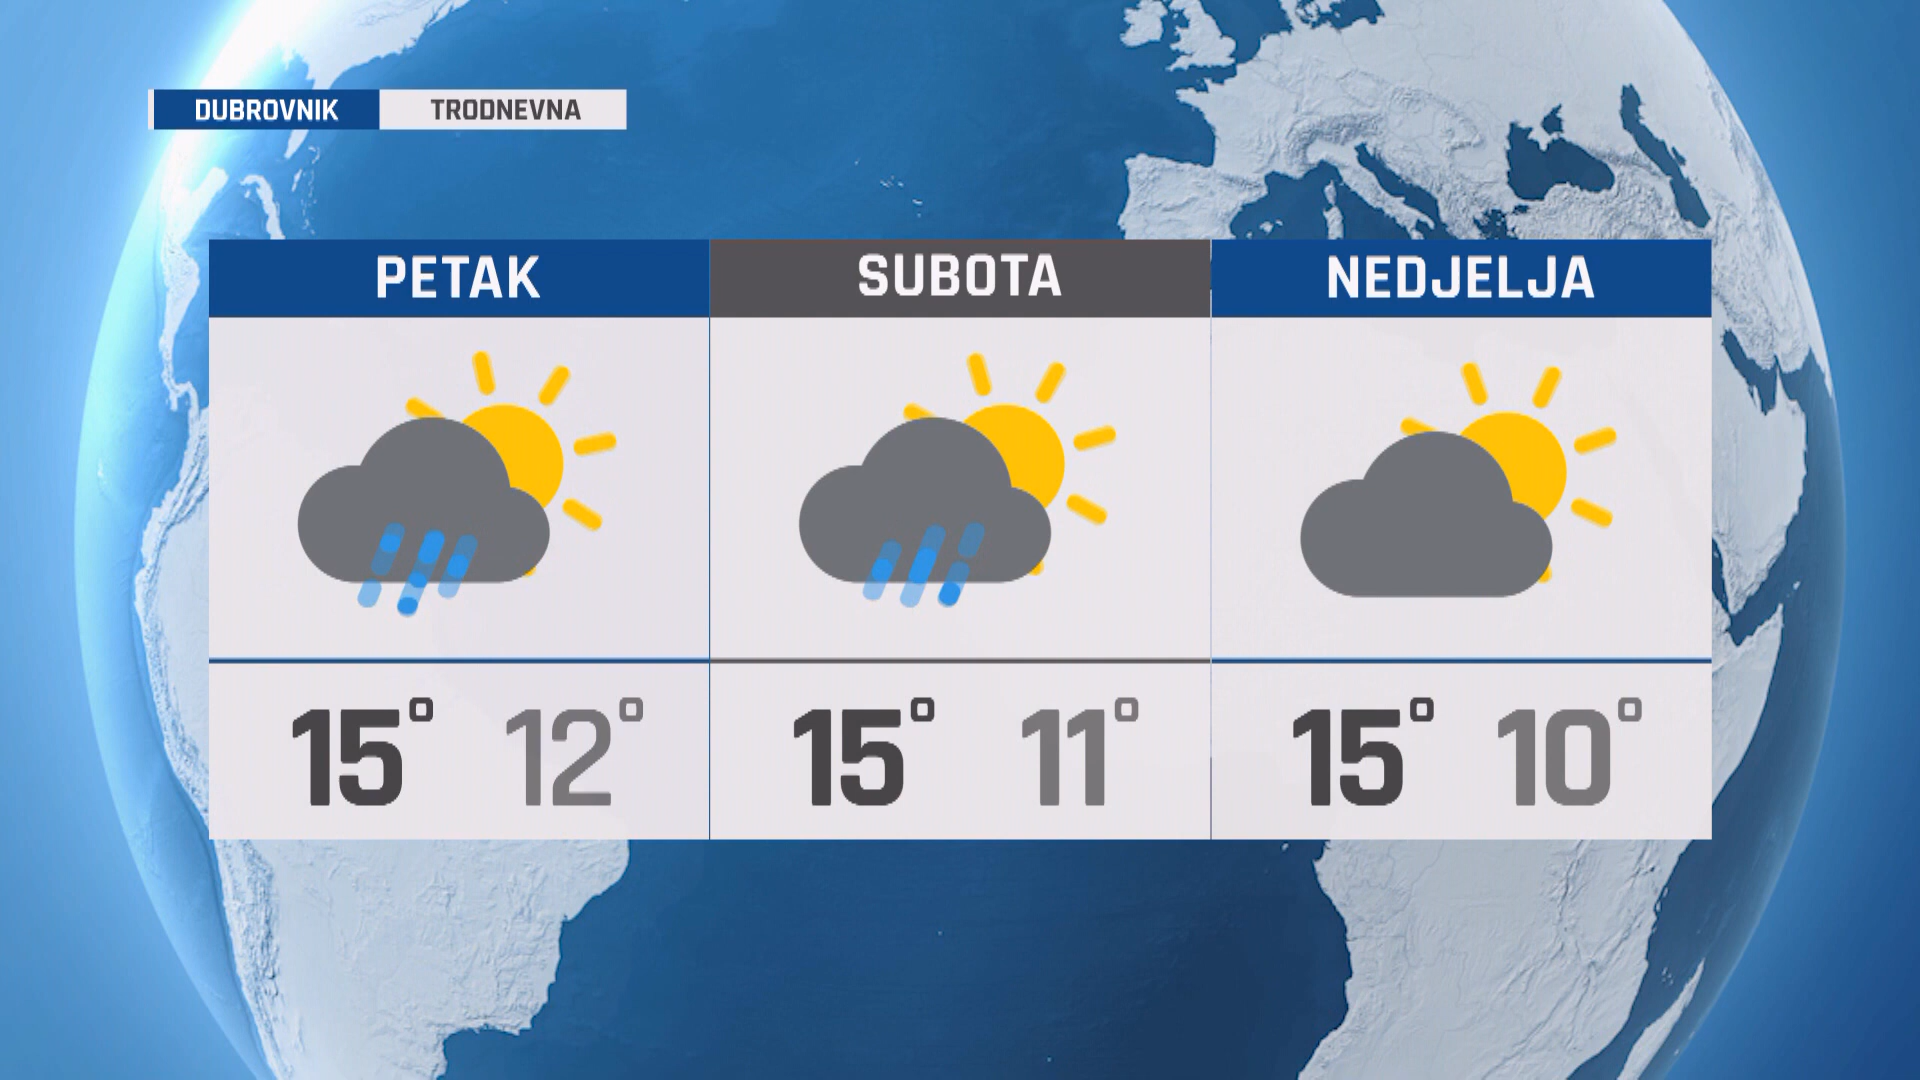 DUBROVNIK TRODNEVNA
PETAK SUBOTA NEDJELJA
15° 12° 15° 11° 15° 10°